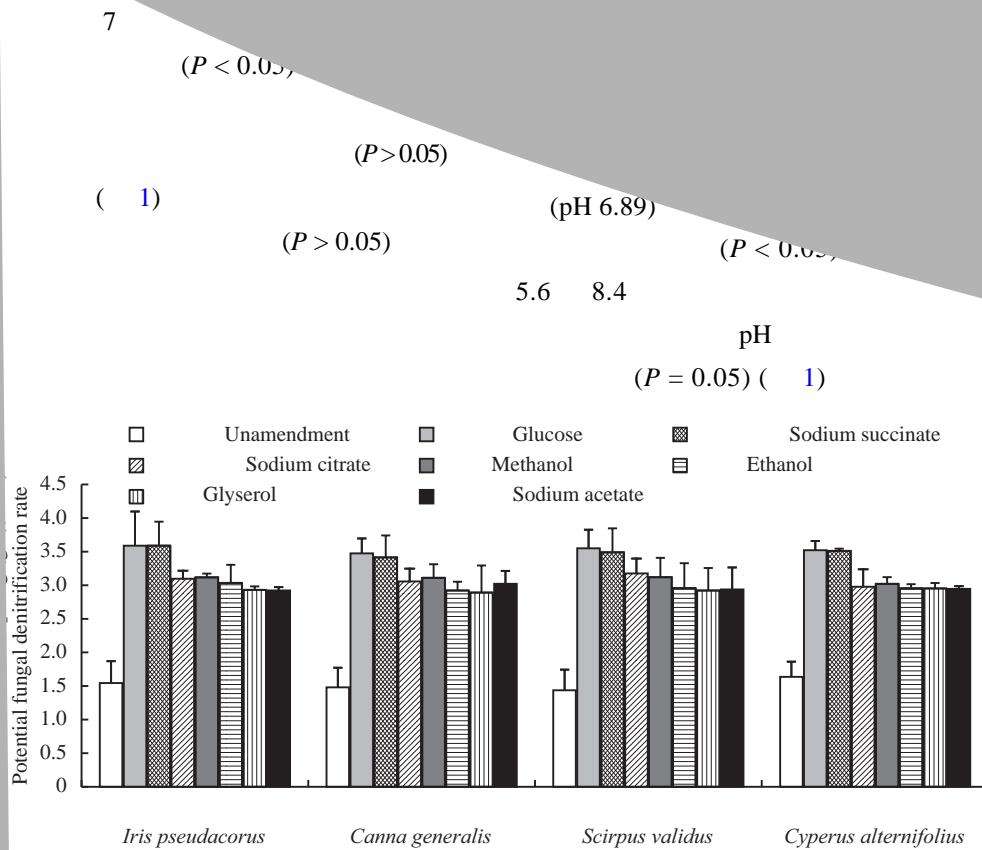 7
(P < 0.05)
(P > 0.05)
( 1) (pH 6.89)
(P > 0.05) (P < 0.05)
5.6 8.4
pH
(P = 0.05) ( 1)
Unamendment Glucose Sodium succinate
Sodium citrate Methanol Ethanol
Glyserol Sodium acetate
Potential fungal denitrification rate
4.5
4.0
3.5
3.0
2.5
2.0
1.5
1.0
0.5
0
Iris pseudacorus Canna generalis Scirpus validus Cyperus alternifolius